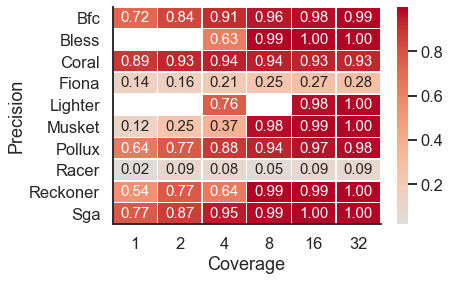 Precision
Bfc 0.72 0.84 0.91 0.96 0.98 0.99
Bless 0.63 0.99 1.00 1.00
Coral 0.89 0.93 0.94 0.94 0.93 0.93
Fiona 0.14 0.16 0.21 0.25 0.27 0.28
Lighter 0.76 0.98 1.00
Musket 0.12 0.25 0.37 0.98 0.99 1.00
Pollux 0.64 0.77 0.88 0.94 0.97 0.98
Racer 0.02 0.09 0.08 0.05 0.09 0.09
Reckoner 0.54 0.77 0.64 0.99 0.99 1.00
Sga 0.77 0.87 0.95 0.99 1.00 1.00
1 2 4 8 16 32
Coverage
0.8
0.6
0.4
0.2